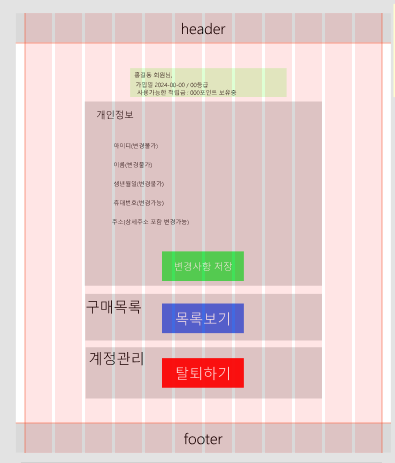 header
홍길동 회원님,
가입일 2024-00-00 / 00등급
사용가능한 적립금 : 000포인트 보유중
개인정보
아이디(변경불가)
이름(변경불가)
생년월일(변경불가)
휴대번호(변경가능)
주소(상세주소 포함 변경가능)
변경사항 저장
구매목록
목록보기
계정관리
탈퇴하기
footer